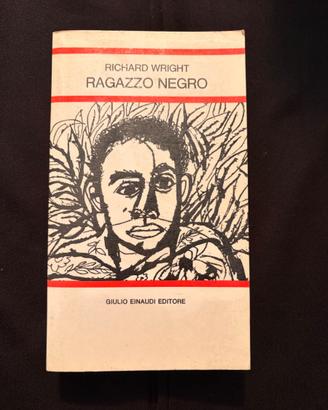 RICHARD WRIGHT
RAGAZZO NEGRO
GIULIO EINAUDI EDITORE